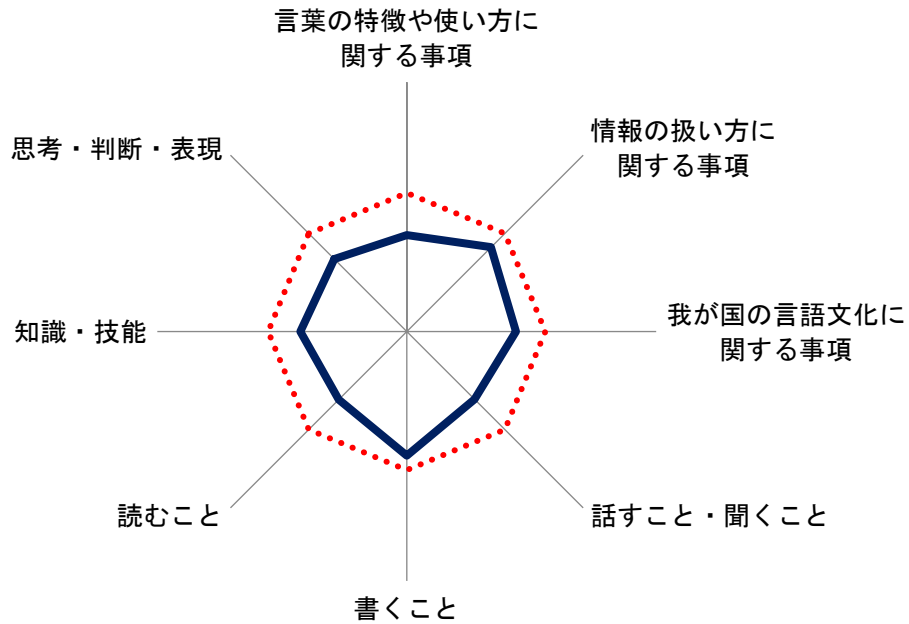 言葉の特徴や使い方に
関する事項
情報の扱い方に
関する事項
我が国の言語文化に
関する事項
話すこと・聞くこと
書くこと
読むこと
知識・技能
思考・判断・表現